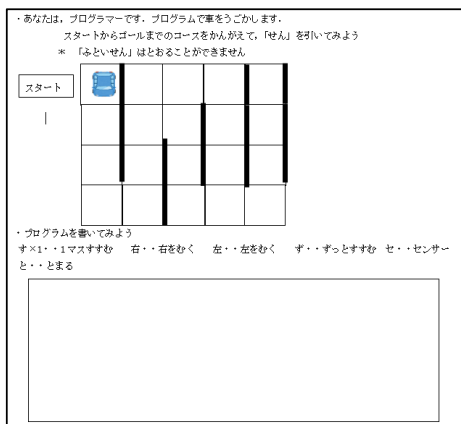 ・あなたは，プログラマーです．プログラムで車をうごかします．
スタートからゴールまでのコースをかんがえて，「せん」を引いてみよう
＊　「ふといせん」はとおることができません
スタート
・プログラムを書いてみよう
す×1・・1マスすすむ　右・・右をむく　左・・左をむく　ず・・ずっとすすむ　セ・・センサー
と・・とまる